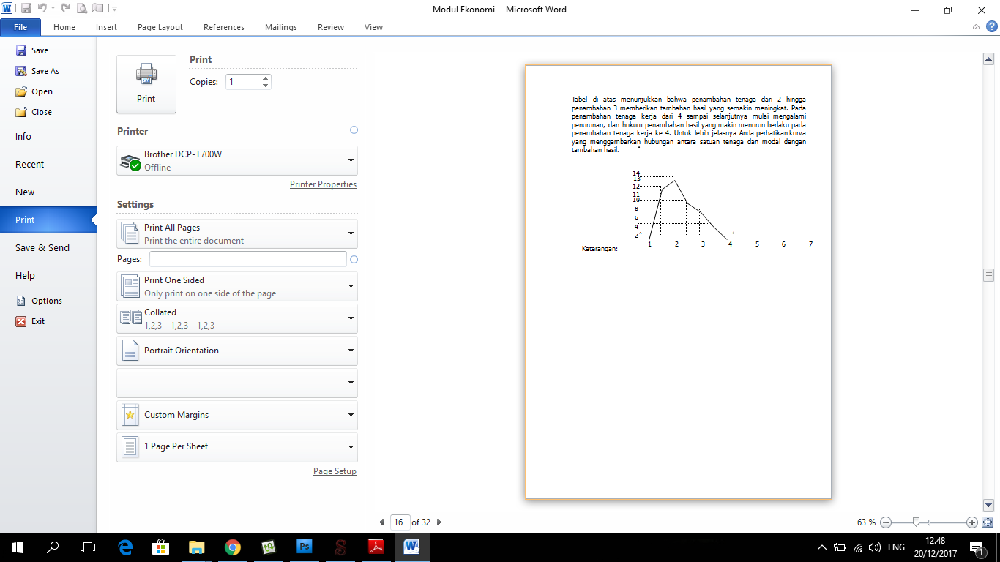 Modul Ekonomi - Microsoft Word
File Home Insert Page Layout References Mailings Review View
Save
Save As
Open
Close
Info
Recent
New
Print
Save & Send
Help
Options
Exit
Print
Print
Copies: 1
Printer
Brother DCP-T700W
Offline
Printer Properties
Settings
Print All Pages
Print the entire document
Pages:
Print One Sided
Only print on one side of the page
Collated
1,2,3 1,2,3 1,2,3
Portrait Orientation
Custom Margins
1 Page Per Sheet
Page Setup
Tabel di atas menunjukkan bahwa penambahan tenaga dari 2 hingga
penambahan 3 memberikan tambahan hasil yang semakin meningkat. Pada
penambahan tenaga kerja dari 4 sampai selanjutnya mulai mengalami
penurunan, dan hukum penambahan hasil yang makin menurun berlaku pada
penambahan tenaga kerja ke 4. Untuk lebih jelasnya Anda perhatikan kurva
yang menggambarkan hubungan antara satuan tenaga dan modal dengan
tambahan hasil.
14
13
12
11
10
8
6
4
2
1 2 3 4 5 6 7
Keterangan:
16 of 32
63 %
ENG
12.48
20/12/2017
1